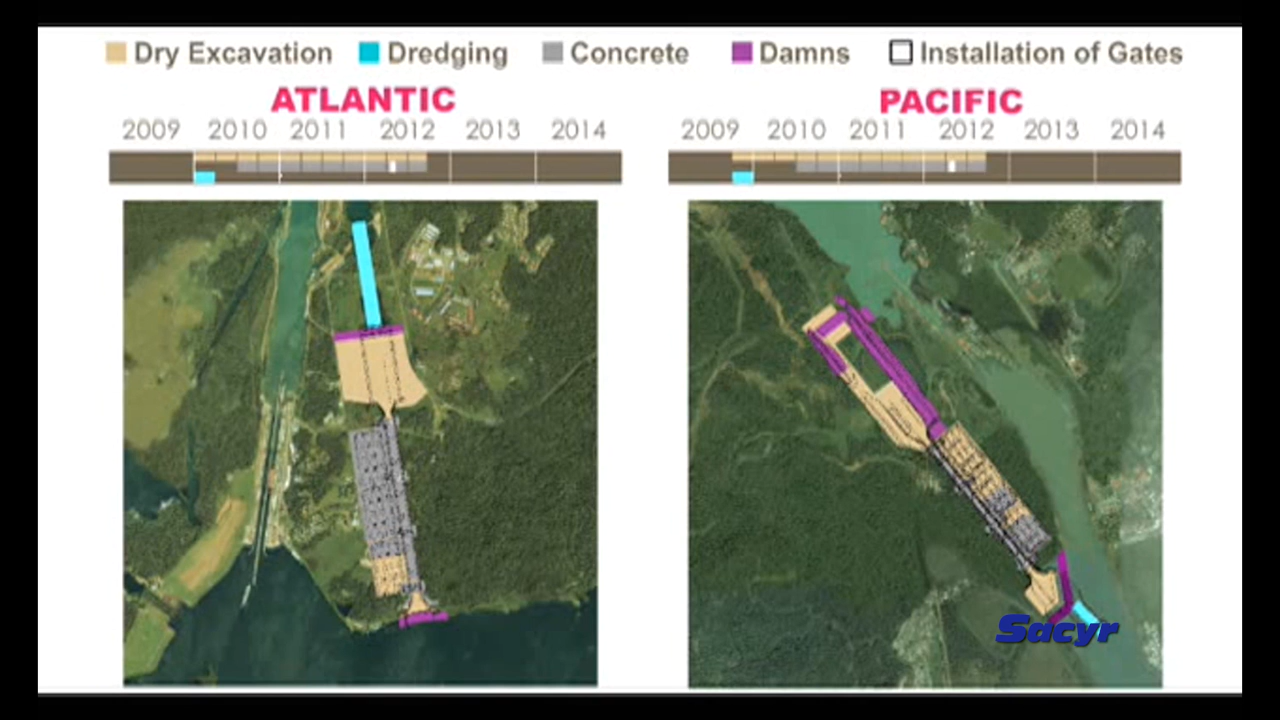 Dry Excavation Dredging Concrete Damns Installation of Gates
ATLANTIC
2009 2010 2011 2012 2013 2014
PACIFIC
2009 2010 2011 2012 2013 2014
Sacyr